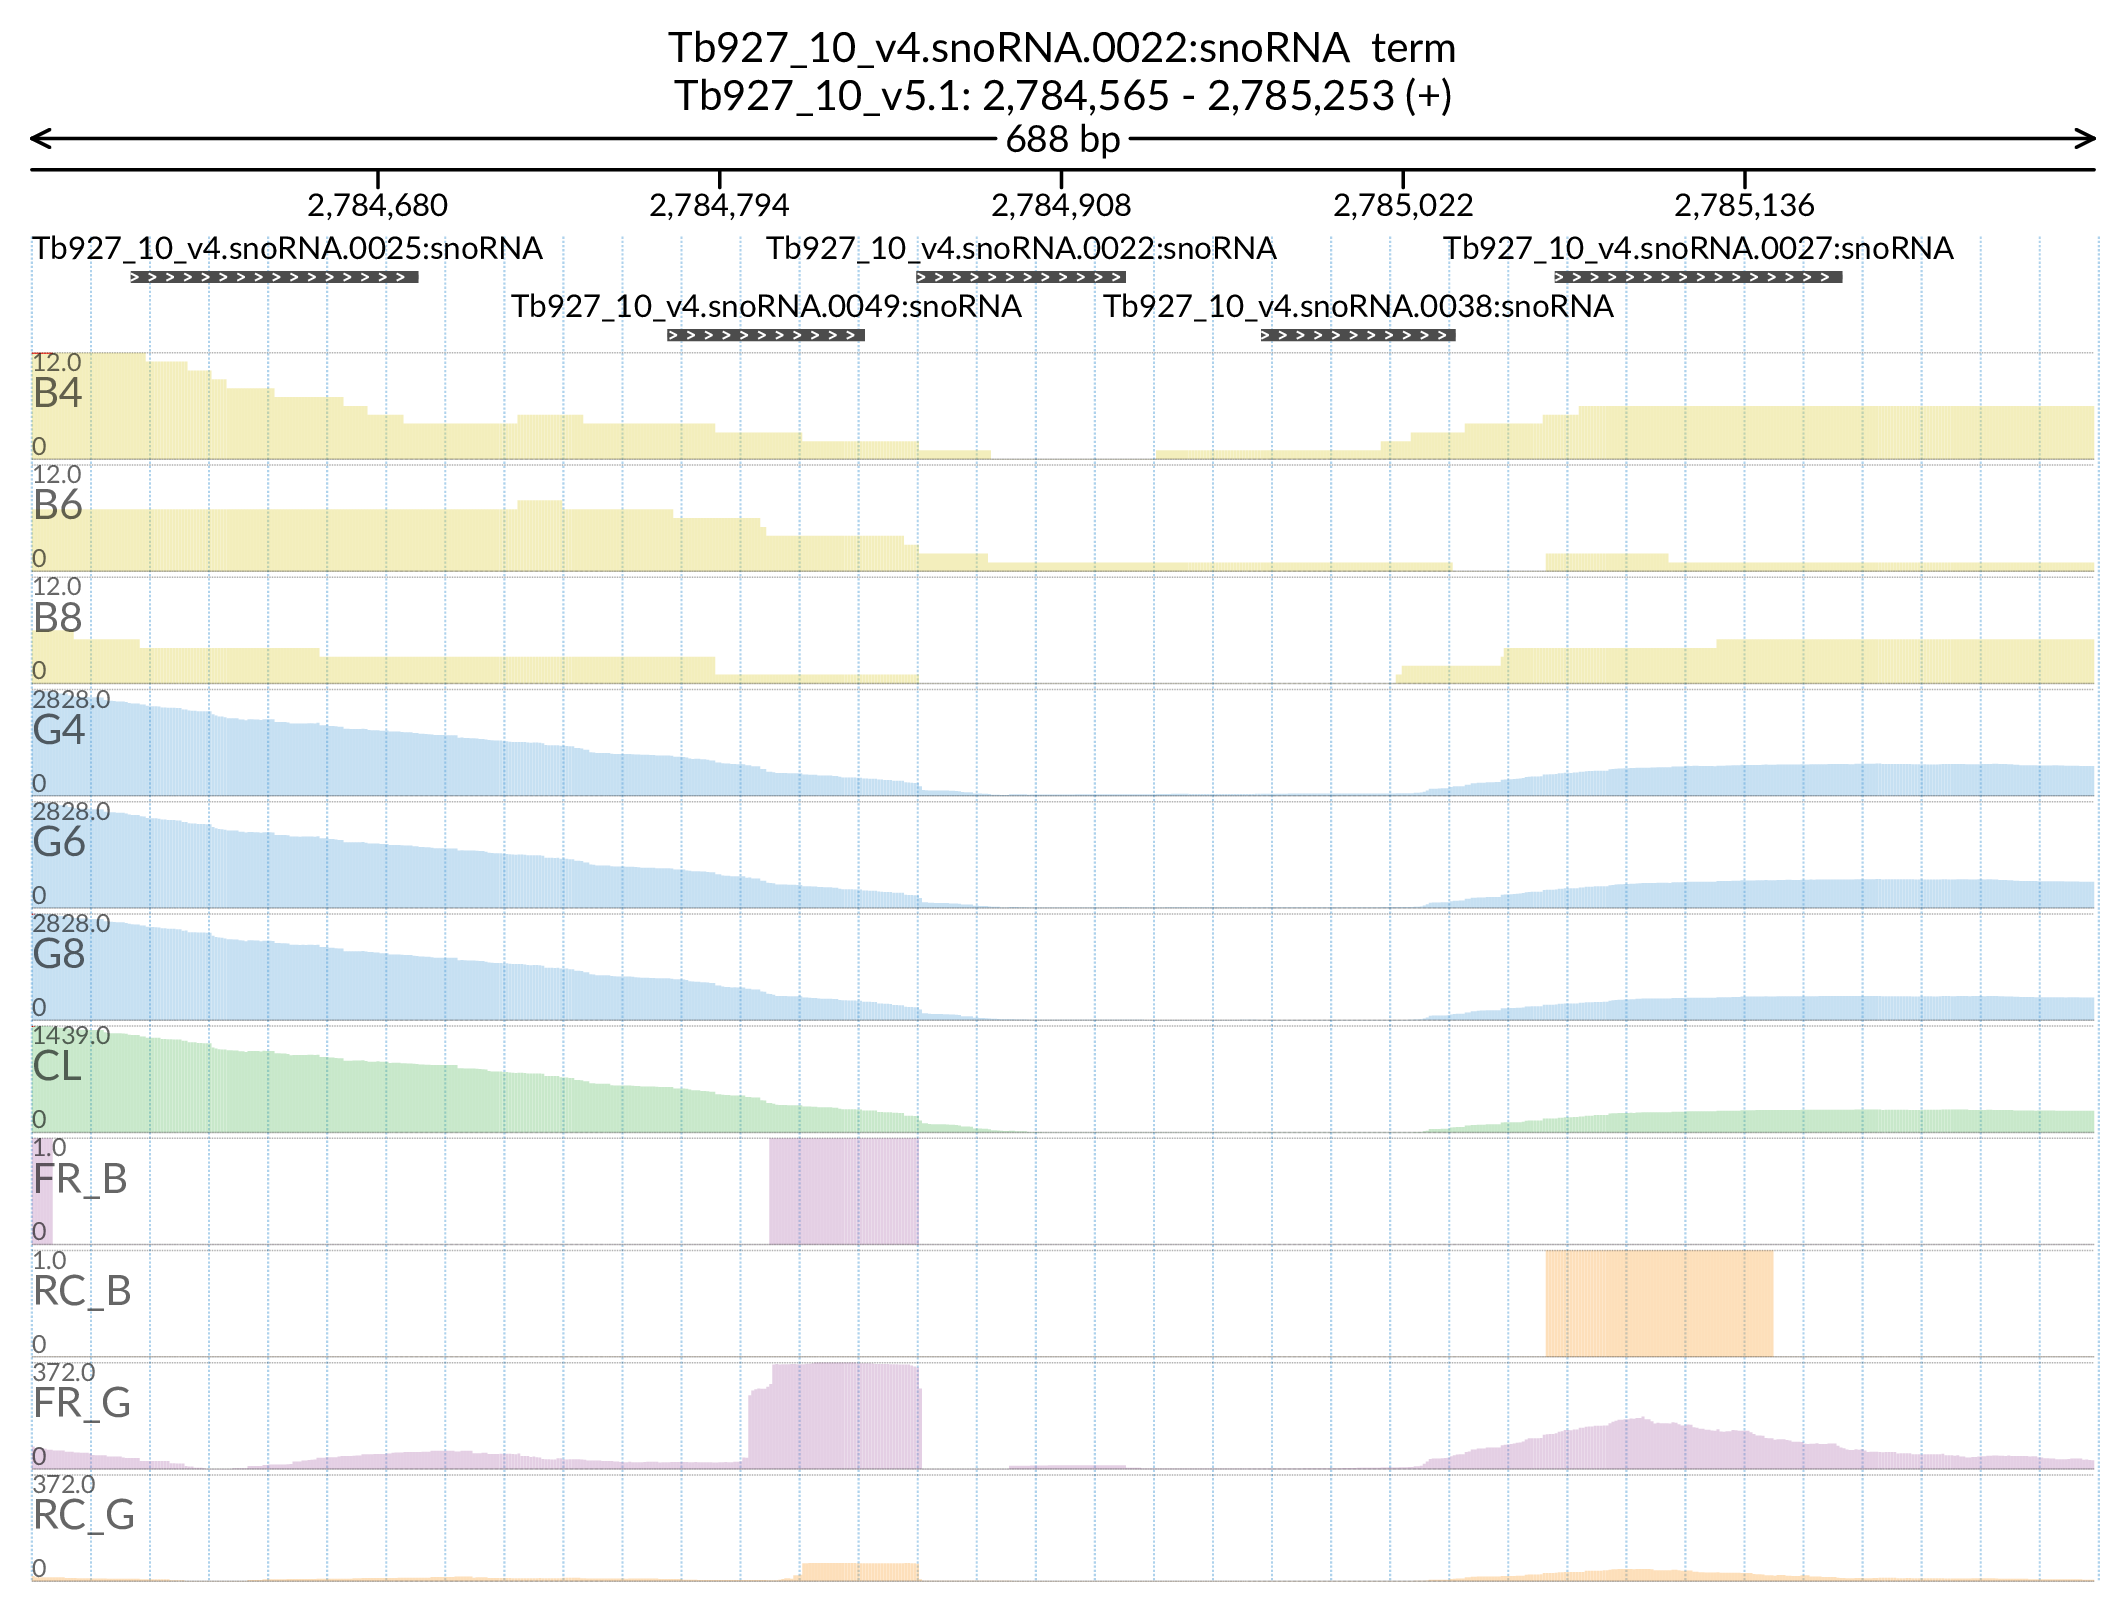 Tb927_10_v4.snoRNA.0022:snoRNA term
Tb927_10_v5.1: 2,784,565 - 2,785,253 (+)
688 bp
2,784,680 2,784,794 2,784,908 2,785,022 2,785,136
Tb927_10_v4.snoRNA.0025:snoRNA Tb927_10_v4.snoRNA.0022:snoRNA Tb927_10_v4.snoRNA.0027:snoRNA
Tb927_10_v4.snoRNA.0049:snoRNA Tb927_10_v4.snoRNA.0038:snoRNA
12.0
B4
0
12.0
B6
0
12.0
B8
0
2828.0
G4
0
2828.0
G6
0
2828.0
G8
0
1439.0
CL
0
1.0
FR_B
0
1.0
RC_B
0
372.0
FR_G
0
372.0
RC_G
0